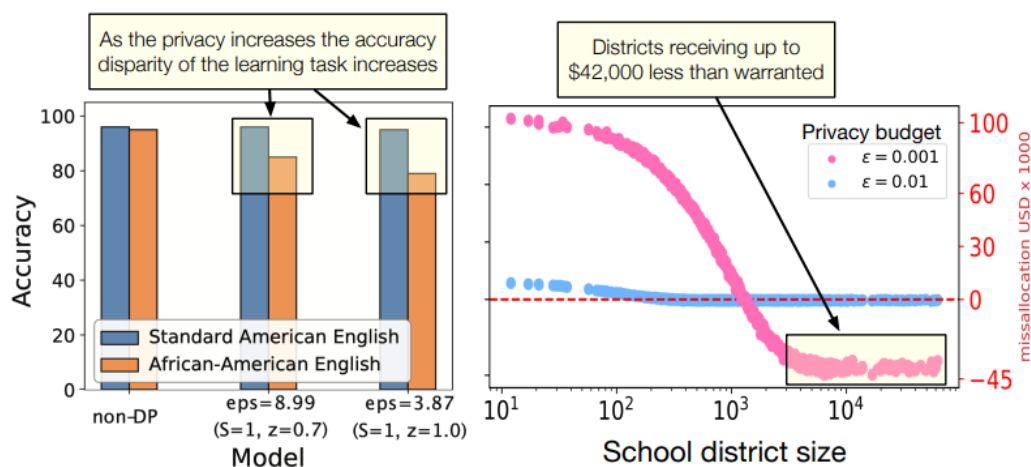 As the privacy increases the accuracy
disparity of the learning task increases
100
80
60
40
20
0
Accuracy
Standard American English
African-American English
non-DP
eps=8.99
(S=1, z=0.7)
eps=3.87
(S=1, z=1.0)
Model
Districts receiving up to
$42,000 less than warranted
Privacy budget
ε = 0.001
ε = 0.01
100
60
30
0
−45
missallocation USD x 1000
10¹
10²
10³
10⁴
School district size